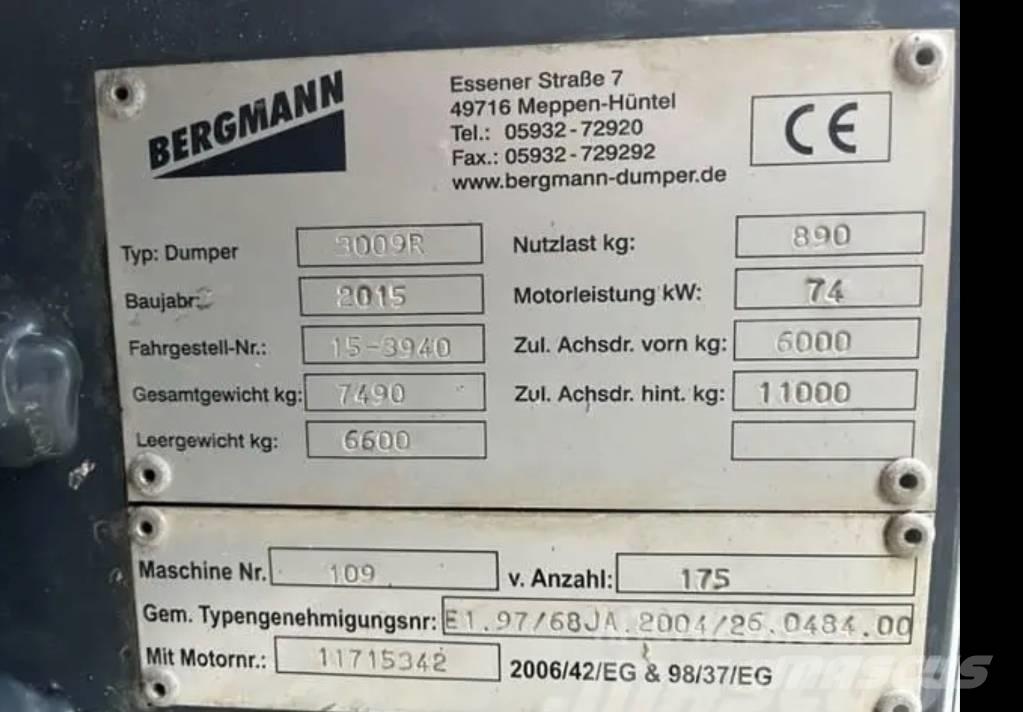 BERGMANN
Essener Straße 7
49716 Meppen-Hüntel
Tel.: 05932-72920
Fax.: 05932-729292
www.bergmann-dumper.de
CE
Typ: Dumper 3009R
Nutzlast kg: 890
Baujahr: 2015
Motorleistung kW: 74
Fahrgestell-Nr.: 15-3940
Zul. Achsdr. vorn kg: 6000
Gesamtgewicht kg: 7490
Zul. Achsdr. hint. kg: 11000
Leergewicht kg: 6600
Maschine Nr. 109
v. Anzahl: 175
Gem. Typengenehmigungsnr: E1.97/68JA.2004/26.0484.00
Mit Motornr.: 11715342
2006/42/EG & 98/37/EG
MASCUS